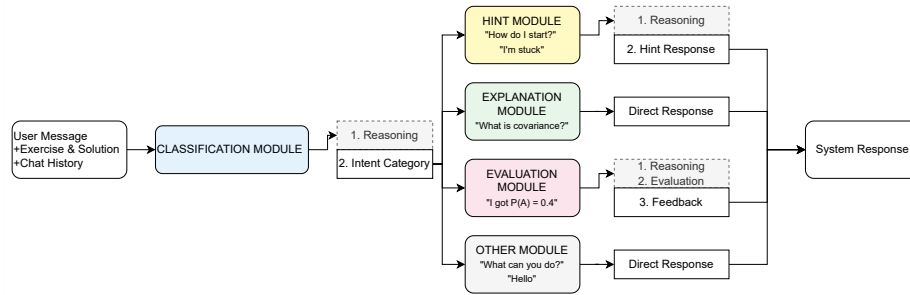 User Message
+Exercise & Solution
+Chat History
CLASSIFICATION MODULE
1. Reasoning
2. Intent Category
HINT MODULE
"How do I start?"
"I'm stuck"
1. Reasoning
2. Hint Response
EXPLANATION
MODULE
"What is covariance?"
Direct Response
EVALUATION
MODULE
"I got P(A) = 0.4"
1. Reasoning
2. Evaluation
3. Feedback
OTHER MODULE
"What can you do?"
"Hello"
Direct Response
System Response